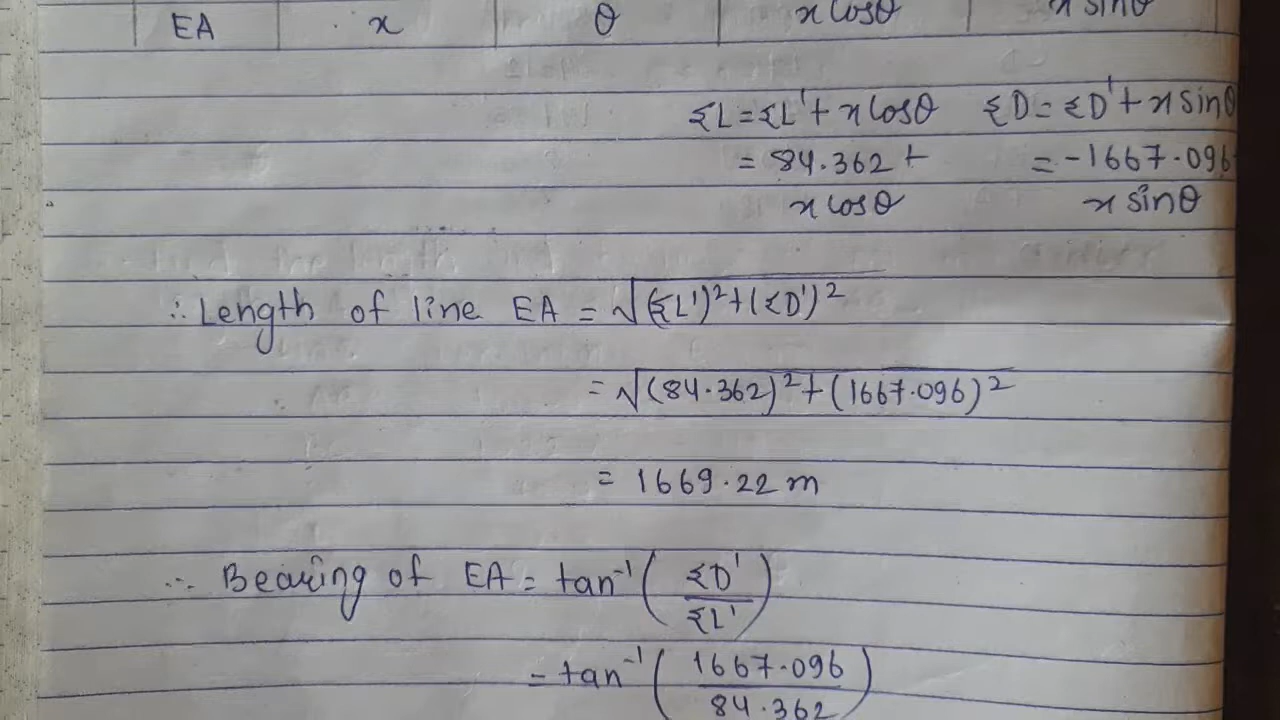 EA x θ x cosθ x sinθ
ΣL = ΣL' + x cosθ ΣD = ΣD' + x sinθ
= 84.362 + = -1667.096
x cosθ x sinθ
∴ Length of line EA = √(ΣL')² + (ΣD')²
= √(84.362)² + (1667.096)²
= 1669.22 m
∴ Bearing of EA = tan⁻¹ (ΣD' / ΣL')
= tan⁻¹ (1667.096 / 84.362)